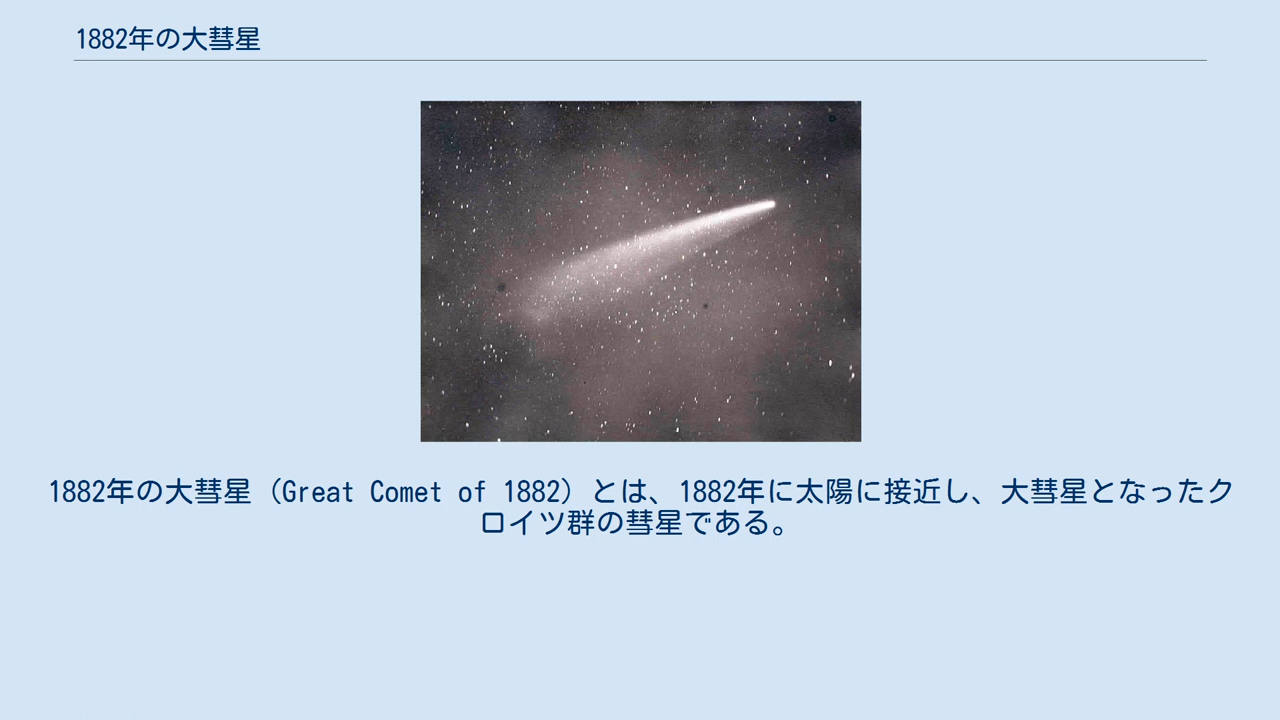 1882年の大彗星
1882年の大彗星（Great Comet of 1882）とは、1882年に太陽に接近し、大彗星となったク
ロイツ群の彗星である。